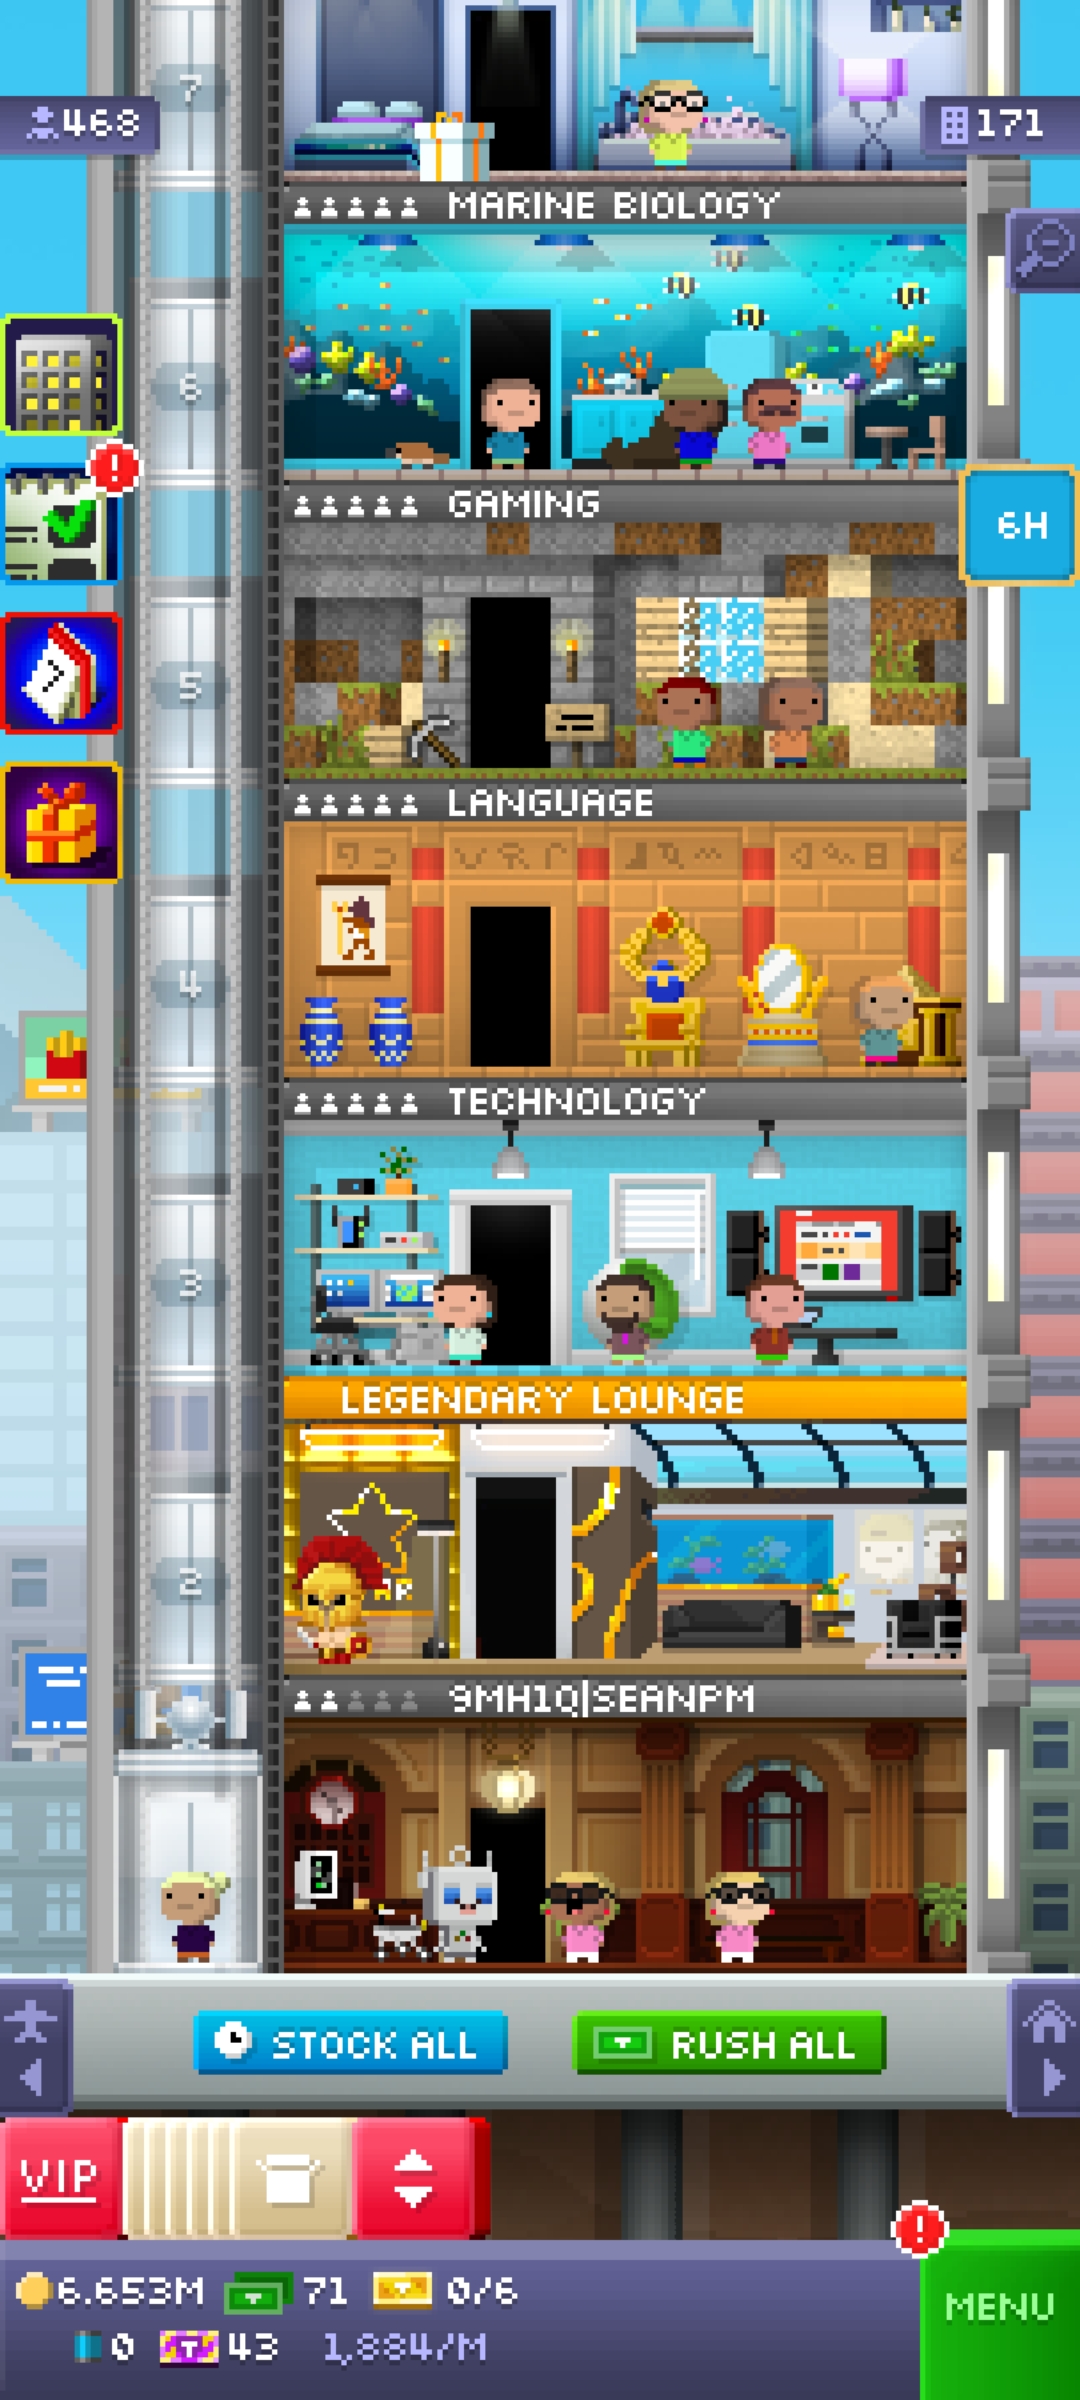 7
468
171
MARINE BIOLOGY
6
GAMING
6H
5
LANGUAGE
4
TECHNOLOGY
3
LEGENDARY LOUNGE
2
9MH1Q|SEANPM
STOCK ALL
RUSH ALL
VIP
6.653M
71
0/6
MENU
0
43
1,884/M